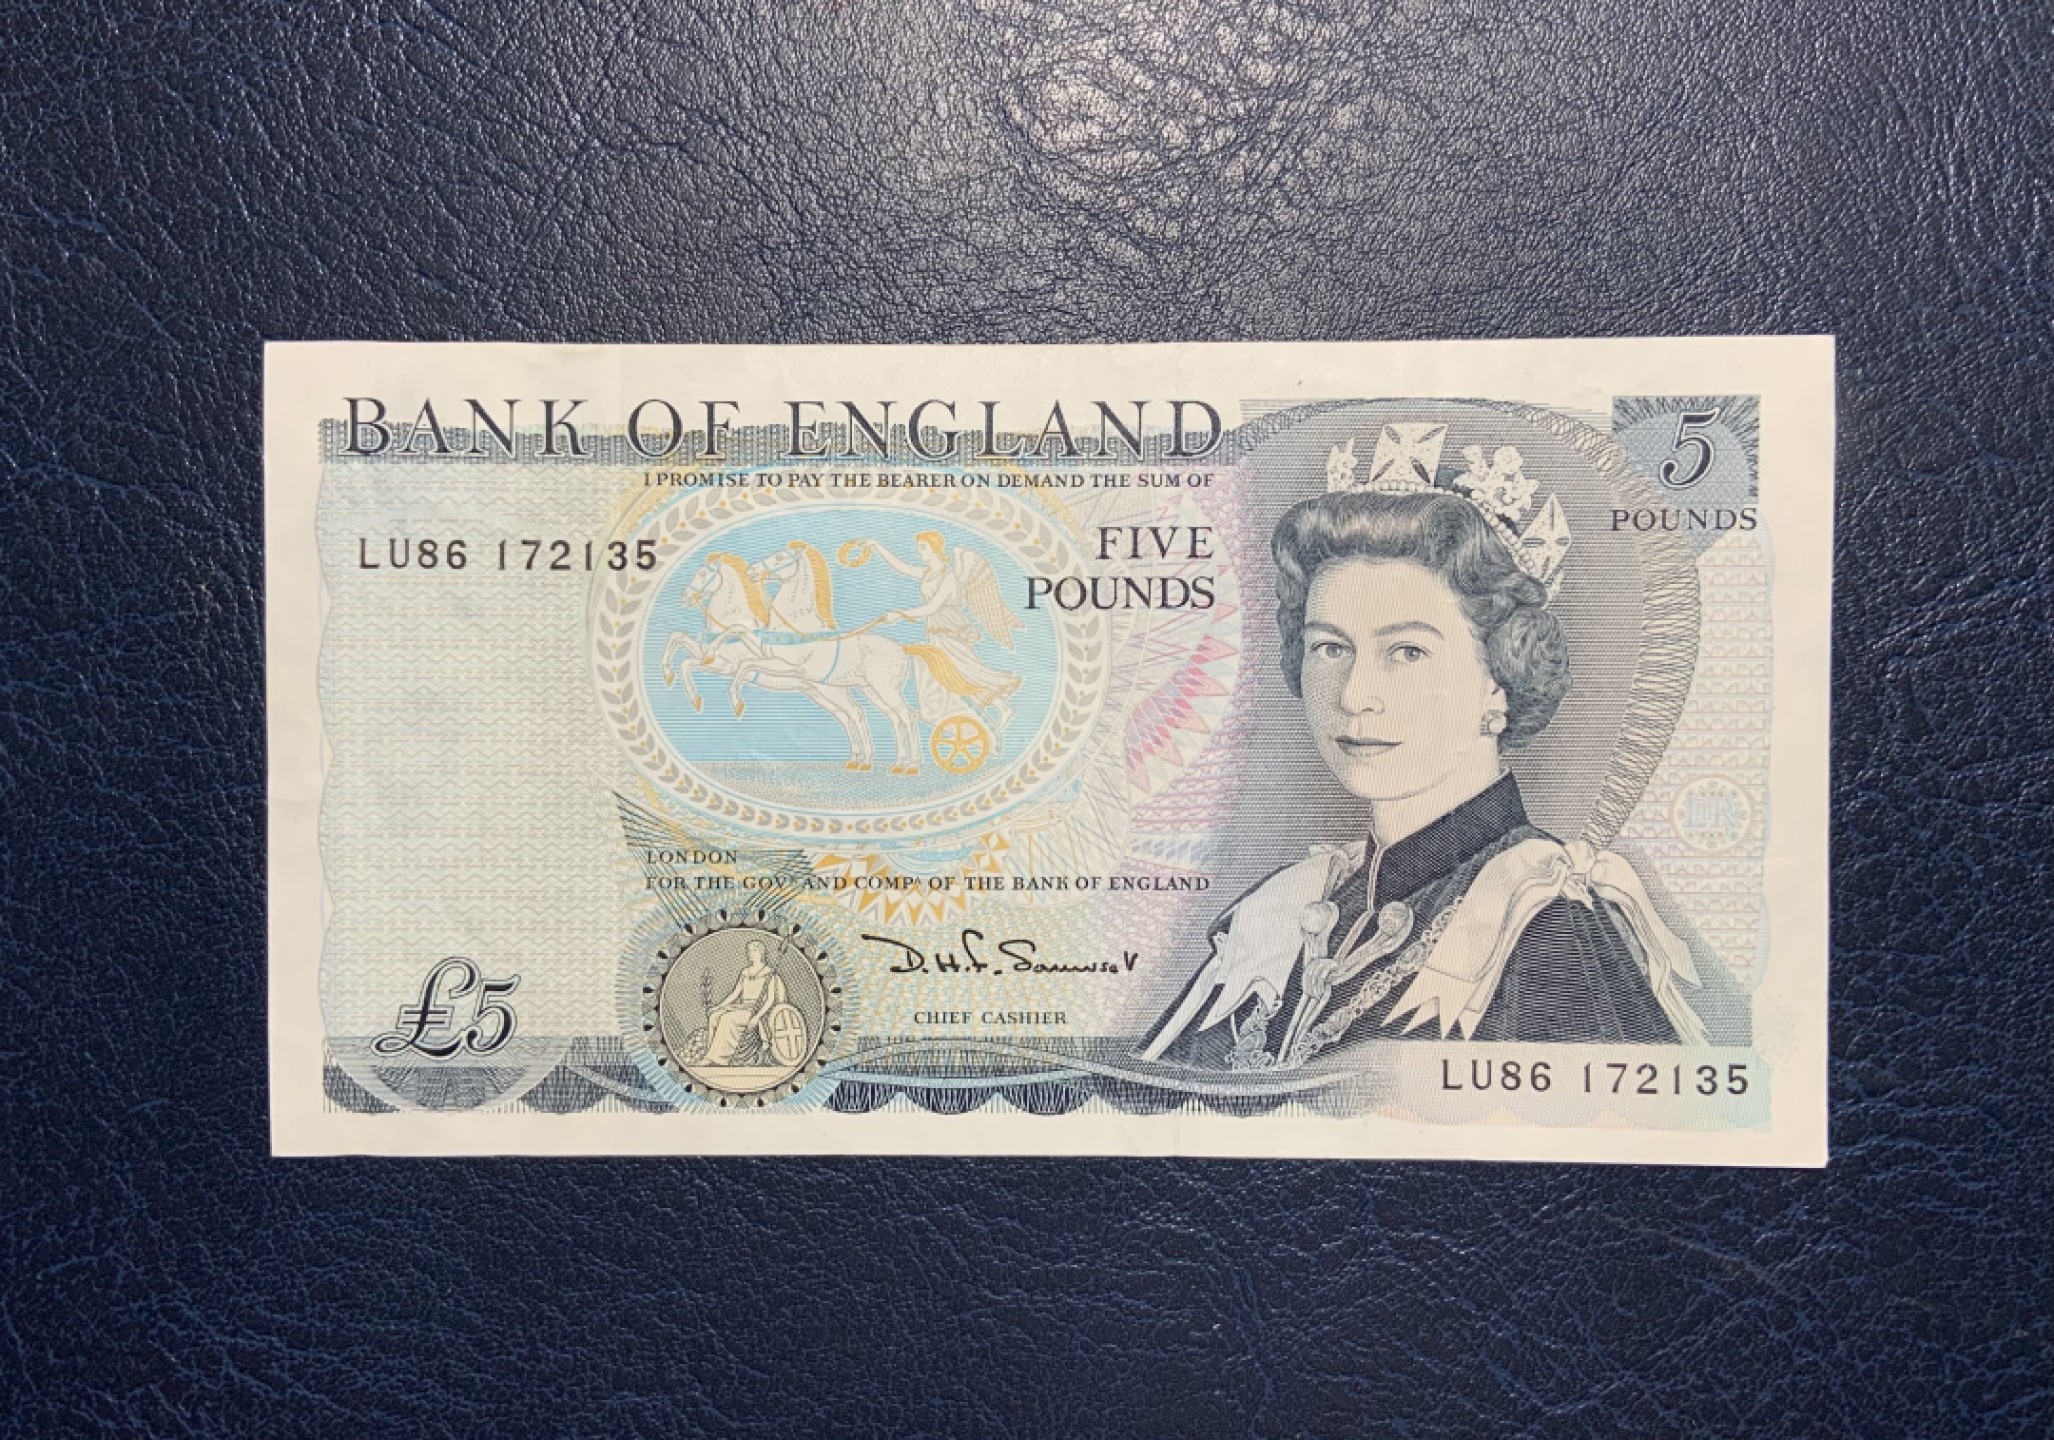 BANK OF ENGLAND
I PROMISE TO PAY THE BEARER ON DEMAND THE SUM OF
5
POUNDS
LU86 172135
FIVE
POUNDS
LONDON
FOR THE GOVR AND COMPA OF THE BANK OF ENGLAND
D.H.F. Somerset
CHIEF CASHIER
£5
LU86 172135